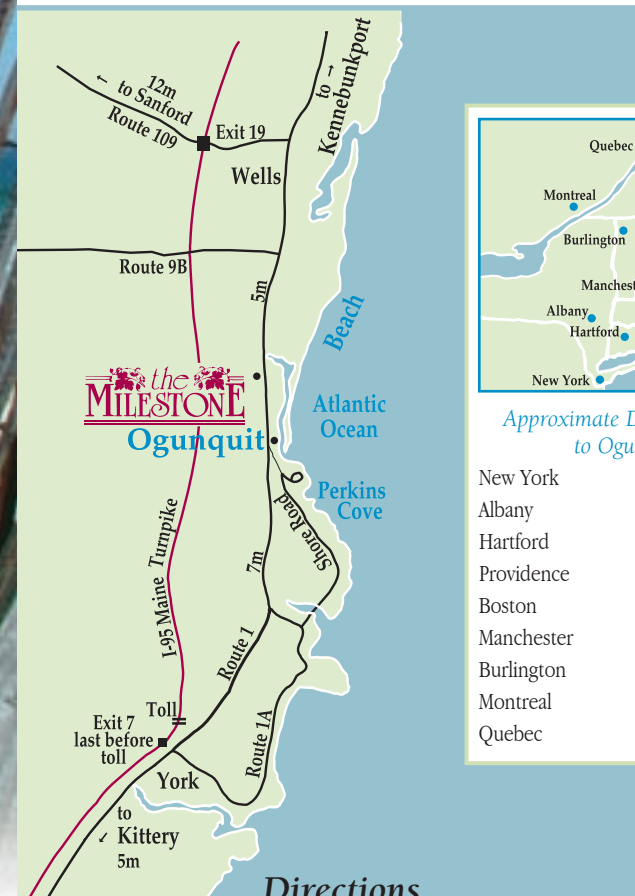 to →
Kennebunkport
12m
← to Sanford
Route 109
Exit 19
Wells
Route 9B
5m
Beach
the
MILESTONE
Ogunquit
Atlantic
Ocean
Perkins
Cove
Shore Road
7m
I-95 Maine Turnpike
Route 1
Toll
Exit 7
last before
toll
Route 1A
York
to
↙ Kittery
5m
Quebec
Montreal
Burlington
Manchest
Albany
Hartford
New York
Approximate D
to Ogu
New York
Albany
Hartford
Providence
Boston
Manchester
Burlington
Montreal
Quebec
Directions